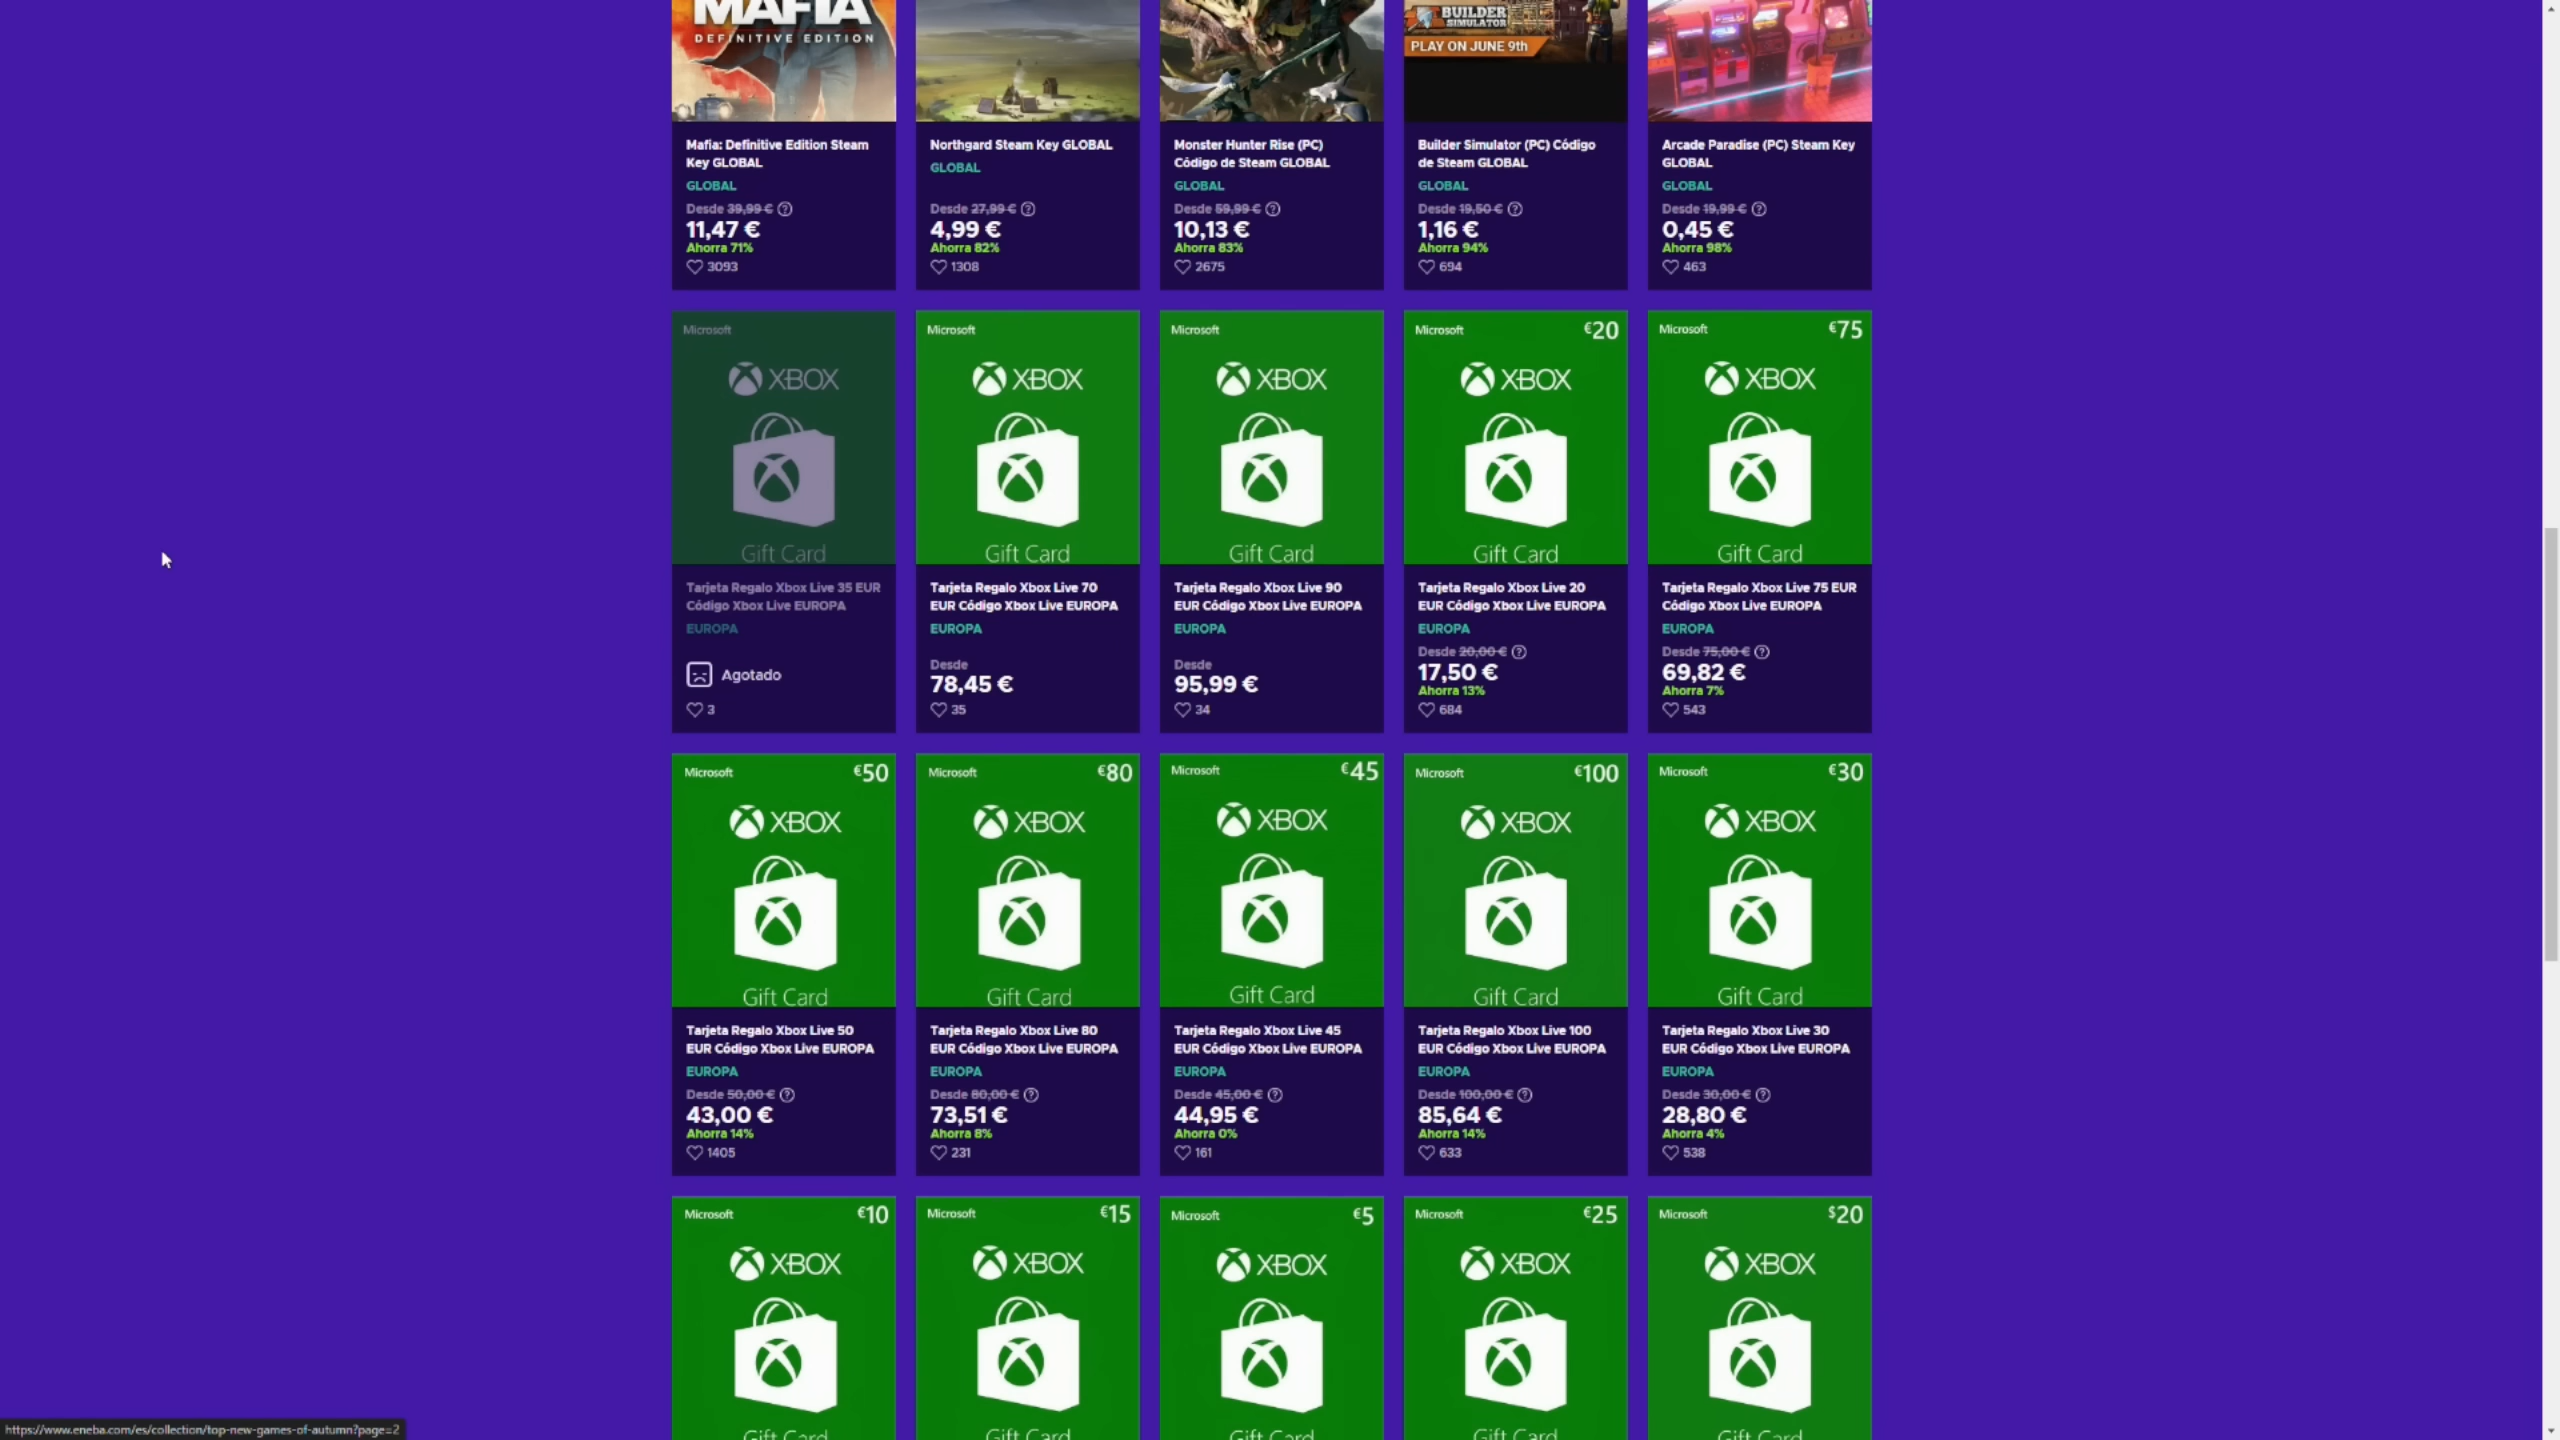 MAFIA
DEFINITIVE EDITION
BUILDER
SIMULATOR
PLAY ON JUNE 9th
Mafia: Definitive Edition Steam
Key GLOBAL
GLOBAL
Desde 39,99 €
11,47 €
Ahorra 71%
3093
Northgard Steam Key GLOBAL
GLOBAL
Desde 27,99 €
4,99 €
Ahorra 82%
1308
Monster Hunter Rise (PC)
Código de Steam GLOBAL
GLOBAL
Desde 59,99 €
10,13 €
Ahorra 83%
2675
Builder Simulator (PC) Código
de Steam GLOBAL
GLOBAL
Desde 19,50 €
1,16 €
Ahorra 94%
694
Arcade Paradise (PC) Steam Key
GLOBAL
GLOBAL
Desde 19,99 €
0,45 €
Ahorra 98%
463
Microsoft
XBOX
Gift Card
Tarjeta Regalo Xbox Live 35 EUR
Código Xbox Live EUROPA
EUROPA
Agotado
3
Microsoft
XBOX
Gift Card
Tarjeta Regalo Xbox Live 70
EUR Código Xbox Live EUROPA
EUROPA
Desde
78,45 €
35
Microsoft
XBOX
Gift Card
Tarjeta Regalo Xbox Live 90
EUR Código Xbox Live EUROPA
EUROPA
Desde
95,99 €
34
Microsoft €20
XBOX
Gift Card
Tarjeta Regalo Xbox Live 20
EUR Código Xbox Live EUROPA
EUROPA
Desde 20,00 €
17,50 €
Ahorra 13%
684
Microsoft €75
XBOX
Gift Card
Tarjeta Regalo Xbox Live 75 EUR
Código Xbox Live EUROPA
EUROPA
Desde 75,00 €
69,82 €
Ahorra 7%
543
Microsoft €50
XBOX
Gift Card
Tarjeta Regalo Xbox Live 50
EUR Código Xbox Live EUROPA
EUROPA
Desde 50,00 €
43,00 €
Ahorra 14%
1405
Microsoft €80
XBOX
Gift Card
Tarjeta Regalo Xbox Live 80
EUR Código Xbox Live EUROPA
EUROPA
Desde 80,00 €
73,51 €
Ahorra 8%
231
Microsoft €45
XBOX
Gift Card
Tarjeta Regalo Xbox Live 45
EUR Código Xbox Live EUROPA
EUROPA
Desde 45,00 €
44,95 €
Ahorra 0%
161
Microsoft €100
XBOX
Gift Card
Tarjeta Regalo Xbox Live 100
EUR Código Xbox Live EUROPA
EUROPA
Desde 100,00 €
85,64 €
Ahorra 14%
633
Microsoft €30
XBOX
Gift Card
Tarjeta Regalo Xbox Live 30
EUR Código Xbox Live EUROPA
EUROPA
Desde 30,00 €
28,80 €
Ahorra 4%
538
Microsoft €10
XBOX
Gift Card
Microsoft €15
XBOX
Gift Card
Microsoft €5
XBOX
Gift Card
Microsoft €25
XBOX
Gift Card
Microsoft $20
XBOX
Gift Card
https://www.eneba.com/es/collection/top-new-games-of-autumn?page=2